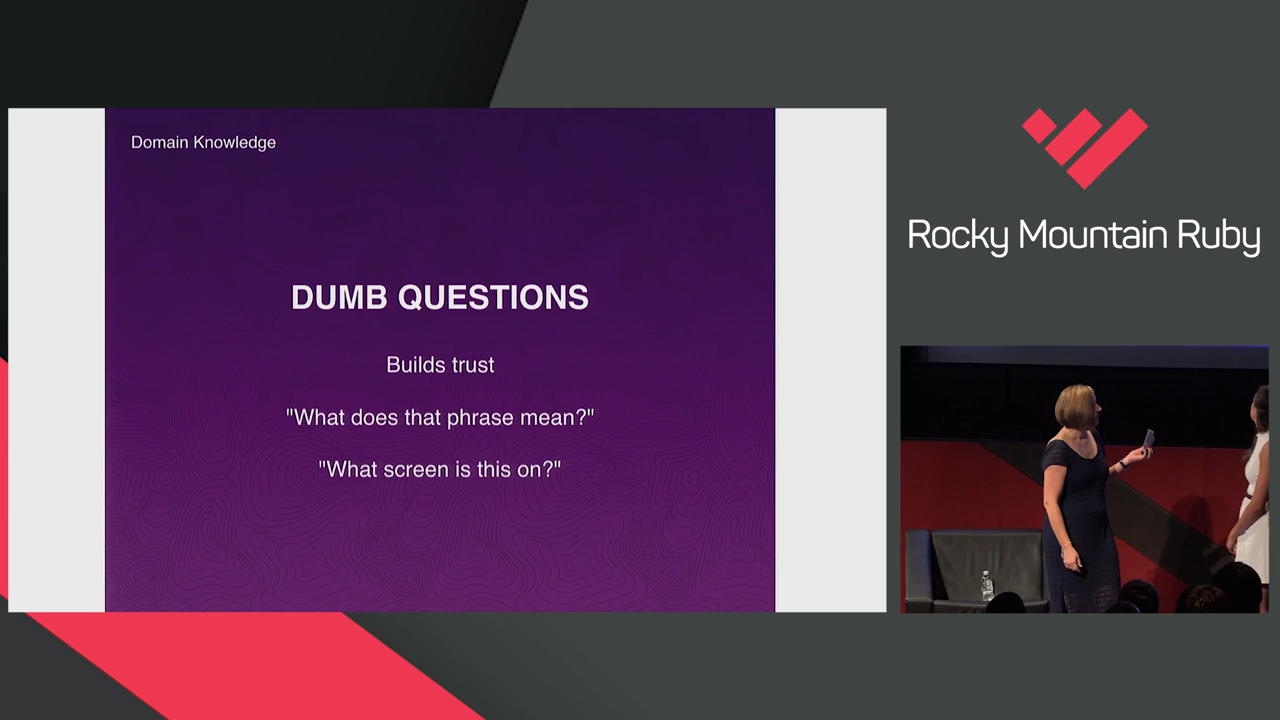 Domain Knowledge
DUMB QUESTIONS
Builds trust
"What does that phrase mean?"
"What screen is this on?"
Rocky Mountain Ruby